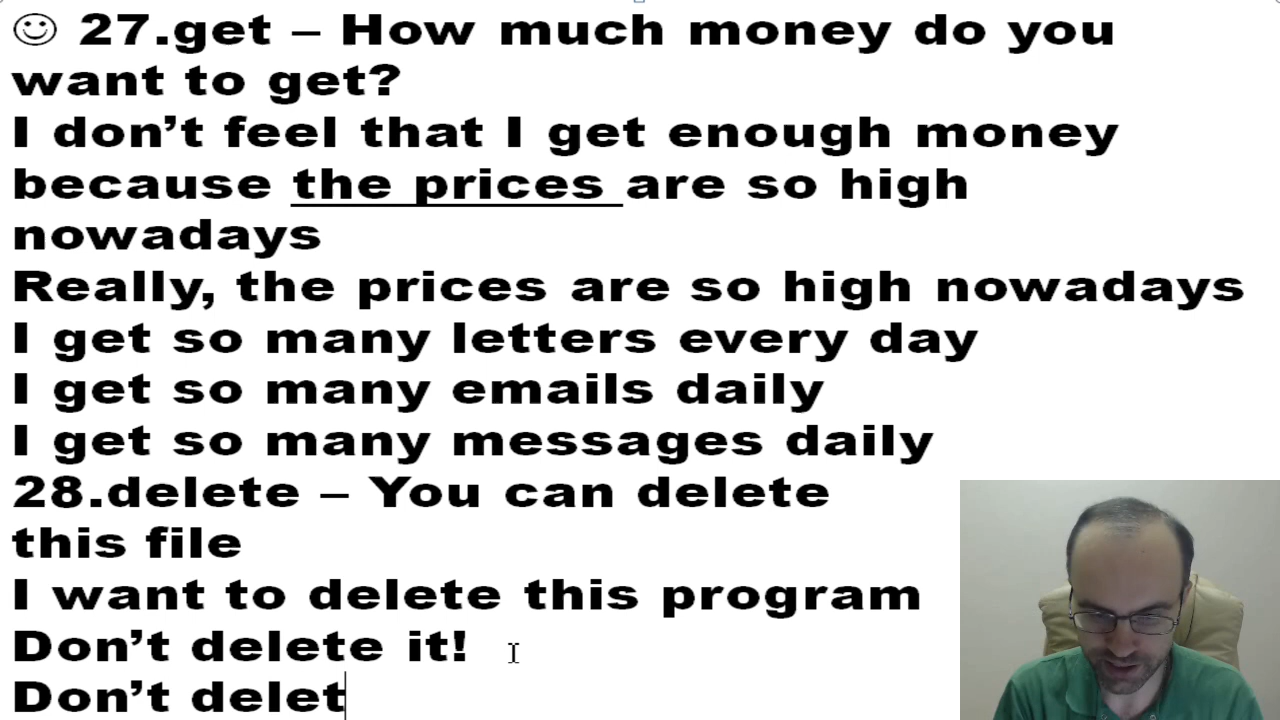 ☺ 27.get – How much money do you
want to get?
I don’t feel that I get enough money
because the prices are so high
nowadays
Really, the prices are so high nowadays
I get so many letters every day
I get so many emails daily
I get so many messages daily
28.delete – You can delete
this file
I want to delete this program
Don’t delete it!
Don’t delet